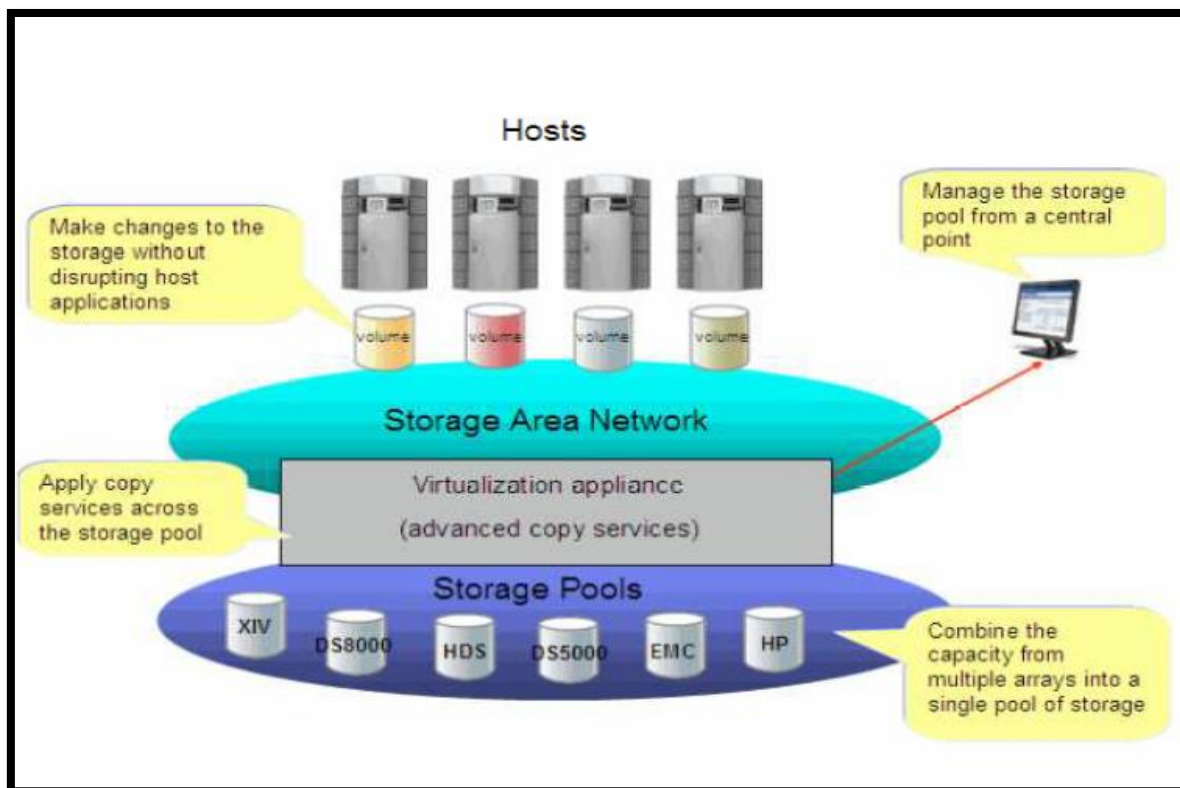 Hosts
Make changes to the
storage without
disrupting host
applications
Manage the storage
pool from a central
point
volume
volume
volume
volume
Storage Area Network
Apply copy
services across
the storage pool
Virtualization appliance
(advanced copy services)
Storage Pools
XIV
DS8000
HDS
DS5000
EMC
HP
Combine the
capacity from
multiple arrays into a
single pool of storage